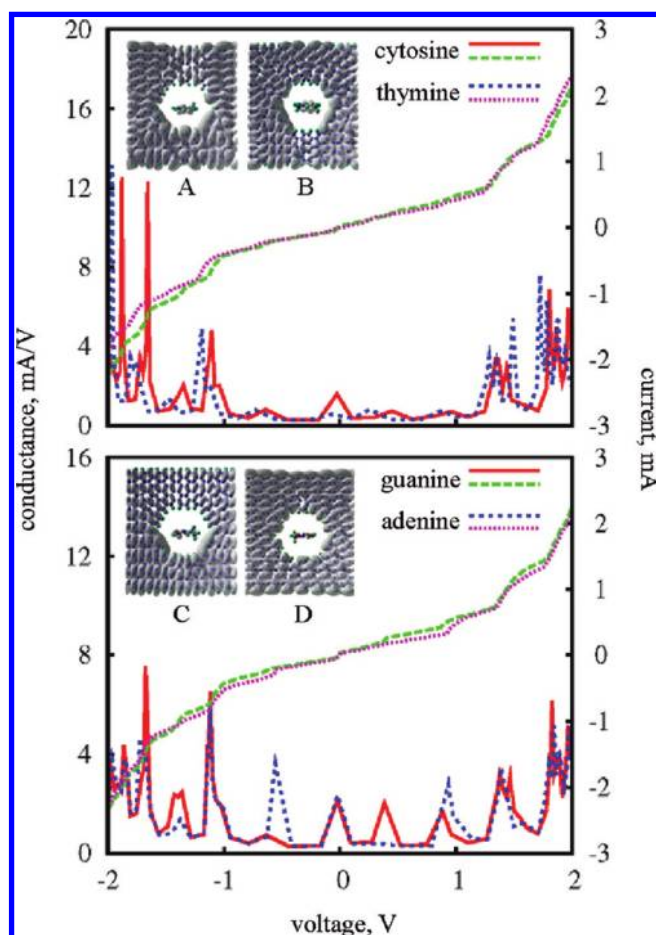 20
16
12
8
4
0
3
2
1
0
-1
-2
-3
cytosine
thymine
A
B
conductance, mA/V
current, mA
16
12
8
4
0
3
2
1
0
-1
-2
-3
guanine
adenine
C
D
-2
-1
0
1
2
voltage, V